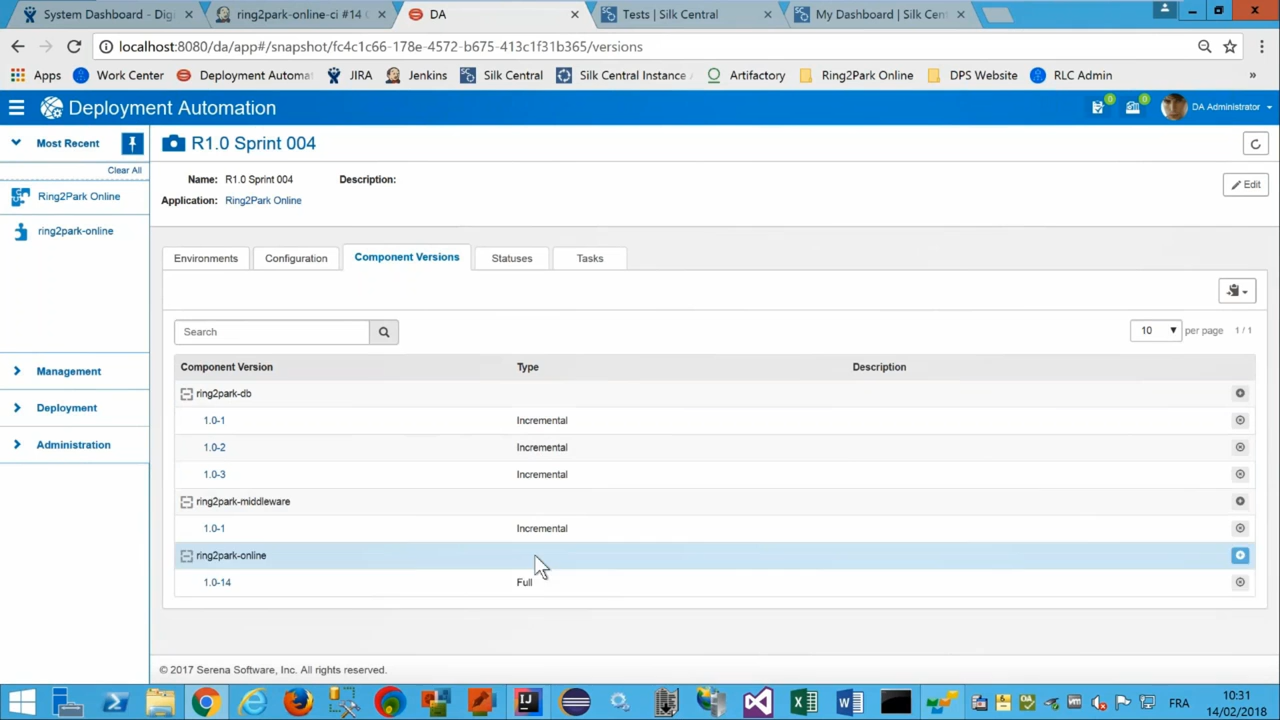 System Dashboard - Digi
ring2park-online-ci #14
DA
Tests | Silk Central
My Dashboard | Silk Cen
localhost:8080/da/app#/snapshot/fc4c1c66-178e-4572-b675-413c1f31b365/versions
Apps Work Center Deployment Automa JIRA Jenkins Silk Central Silk Central Instance Artifactory Ring2Park Online DPS Website RLC Admin »
Deployment Automation 0 0 DA Administrator
Most Recent
Clear All
Ring2Park Online
ring2park-online
Management
Deployment
Administration
R1.0 Sprint 004
Name: R1.0 Sprint 004 Description:
Application: Ring2Park Online
Edit
Environments Configuration Component Versions Statuses Tasks
Search 10 per page 1 / 1
Component Version Type Description
ring2park-db
1.0-1 Incremental
1.0-2 Incremental
1.0-3 Incremental
ring2park-middleware
1.0-1 Incremental
ring2park-online
1.0-14 Full
© 2017 Serena Software, Inc. All rights reserved.
FRA
10:31
14/02/2018